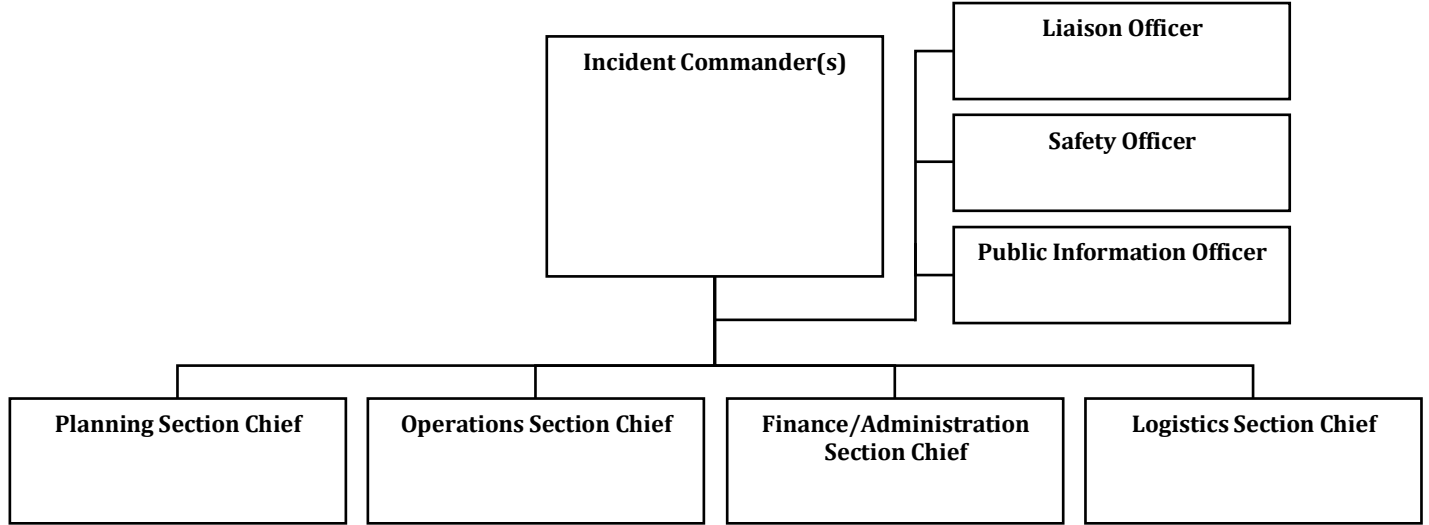 Liaison Officer
Incident Commander(s)
Safety Officer
Public Information Officer
Planning Section Chief
Operations Section Chief
Finance/Administration
Section Chief
Logistics Section Chief